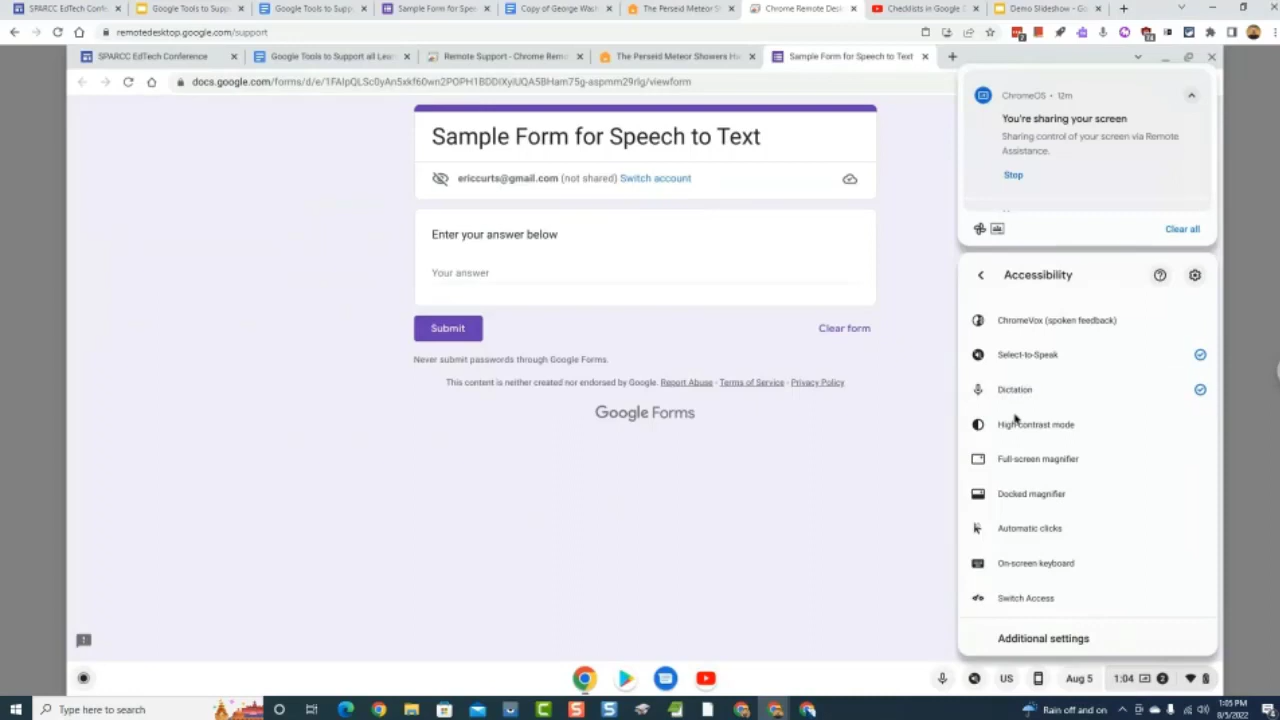 SPARCC EdTech Confe
Google Tools to Supp
Google Tools to Supp
Sample Form for Spee
Copy of George Wash
The Perseid Meteor S
Chrome Remote Desk
Checklists in Google
Demo Slideshow - Go
remotedesktop.google.com/support
SPARCC EdTech Conference
Google Tools to Support all Lear
Remote Support - Chrome Remo
The Perseid Meteor Showers Ha
Sample Form for Speech to Text
docs.google.com/forms/d/e/1FAIpQLSc0yAn5xkf60wn2P0PH1BDDIXyiUQA5BHam75g-aspmm29rlg/viewform
ChromeOS • 12m
You're sharing your screen
Sharing control of your screen via Remote
Assistance.
Stop
Clear all
Sample Form for Speech to Text
ericcurts@gmail.com (not shared) Switch account
Enter your answer below
Your answer
Submit
Clear form
Never submit passwords through Google Forms.
This content is neither created nor endorsed by Google. Report Abuse - Terms of Service - Privacy Policy
Google Forms
Accessibility
ChromeVox (spoken feedback)
Select-to-Speak
Dictation
High contrast mode
Full-screen magnifier
Docked magnifier
Automatic clicks
On-screen keyboard
Switch Access
Additional settings
US
Aug 5
1:04
2
Type here to search
Rain off and on
1:05 PM
8/5/2022